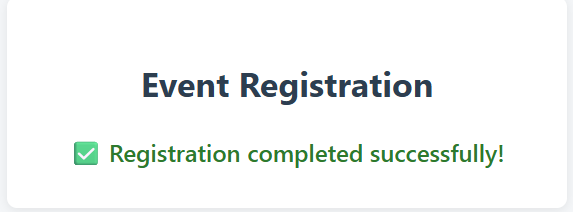 Event Registration
✅ Registration completed successfully!